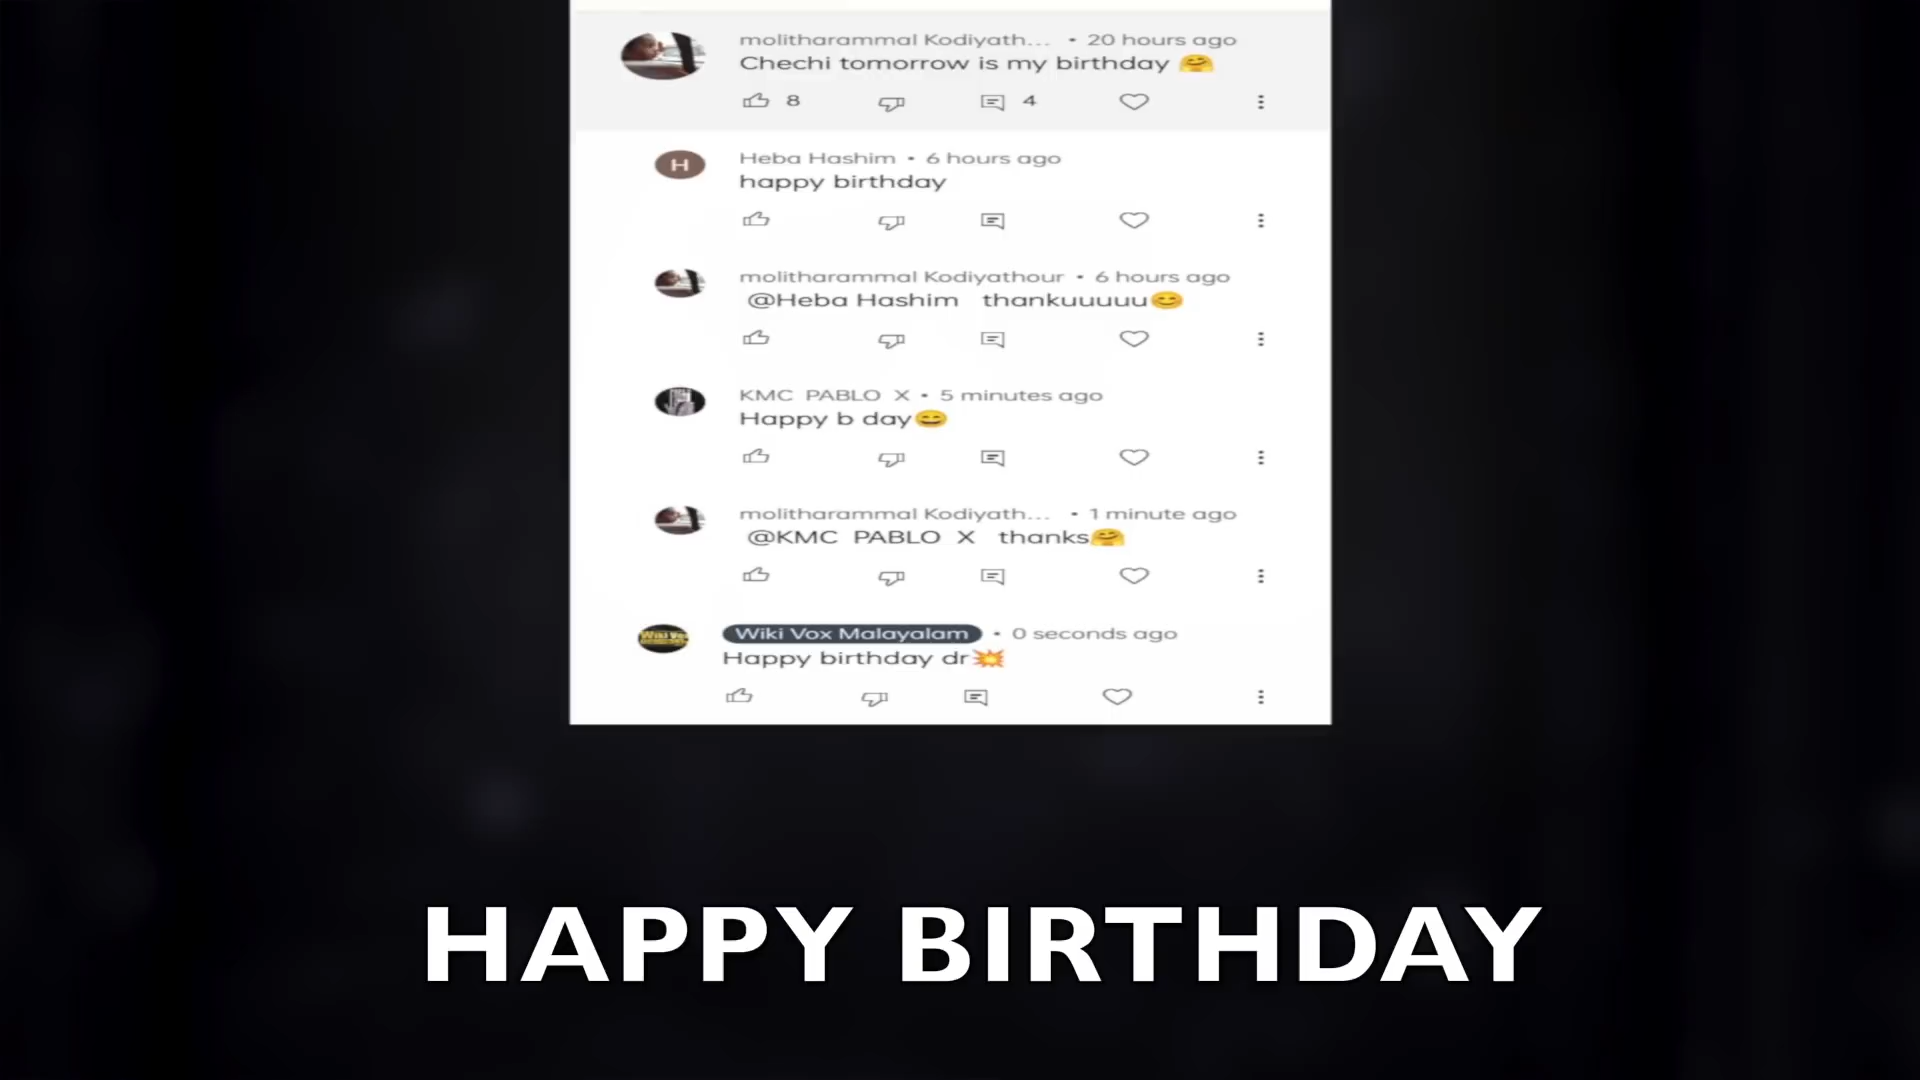 molitharammal Kodiyath... • 20 hours ago
Chechi tomorrow is my birthday 🤗
8 4
H
Heba Hashim • 6 hours ago
happy birthday
molitharammal Kodiyathour • 6 hours ago
@Heba Hashim thankuuuuu😊
KMC PABLO X • 5 minutes ago
Happy b day😄
molitharammal Kodiyath... • 1 minute ago
@KMC PABLO X thanks🤗
Wiki Vox Malayalam • 0 seconds ago
Happy birthday dr💥
HAPPY BIRTHDAY